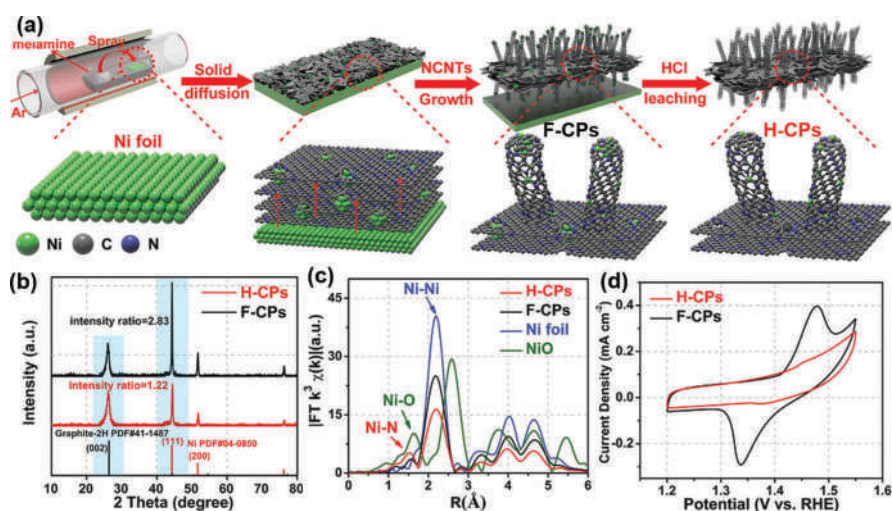 (a)
melamine
Spray
Ar
Solid
diffusion
NCNTs
Growth
HCl
leaching
Ni foil
F-CPs
H-CPs
Ni C N
(b)
H-CPs
F-CPs
intensity ratio=2.83
Intensity ratio=1.22
Graphite-2H PDF#41-1487
(002)
(111)
Ni PDF#04-0850
(200)
Intensity (a.u.)
20 30 40 50 60 70 80
2 Theta (degree)
(c)
Ni-Ni
H-CPs
F-CPs
Ni foil
NiO
Ni-O
Ni-N
|FT k³ χ(k)|(a.u.)
45
30
15
0
0 1 2 3 4 5 6
R(Å)
(d)
H-CPs
F-CPs
Current Density (mA cm⁻²)
0.4
0.2
0.0
-0.2
1.2 1.3 1.4 1.5 1.6
Potential (V vs. RHE)